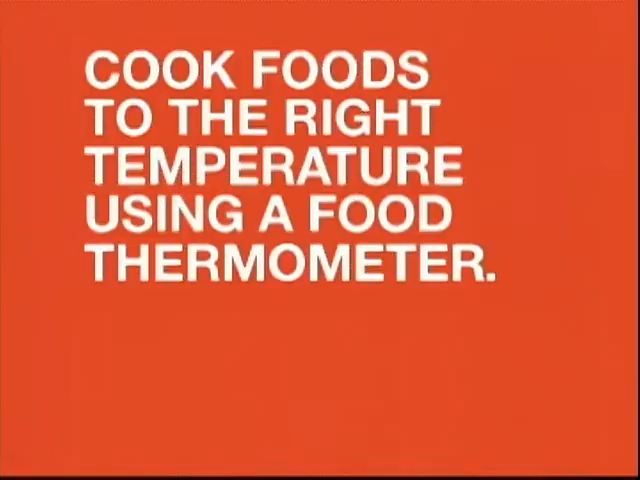 COOK FOODS
TO THE RIGHT
TEMPERATURE
USING A FOOD
THERMOMETER.